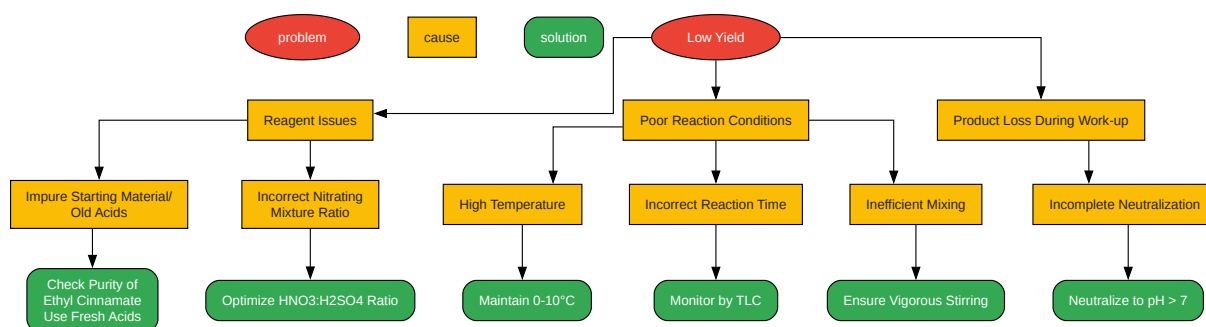 problem
cause
solution
Low Yield
Reagent Issues
Poor Reaction Conditions
Product Loss During Work-up
Impure Starting Material/
Old Acids
Incorrect Nitrating
Mixture Ratio
High Temperature
Incorrect Reaction Time
Inefficient Mixing
Incomplete Neutralization
Check Purity of
Ethyl Cinnamate
Use Fresh Acids
Optimize HNO3:H2SO4 Ratio
Maintain 0-10°C
Monitor by TLC
Ensure Vigorous Stirring
Neutralize to pH > 7